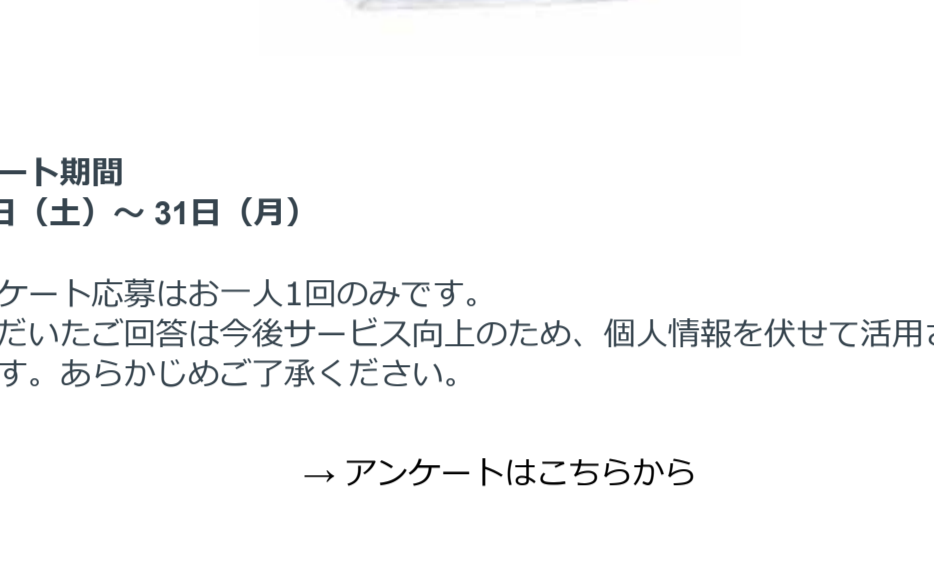 ート期間
日（土）～ 31日（月）
ケート応募はお一人1回のみです。
だいたご回答は今後サービス向上のため、個人情報を伏せて活用さ
す。あらかじめご了承ください。
→ アンケートはこちらから